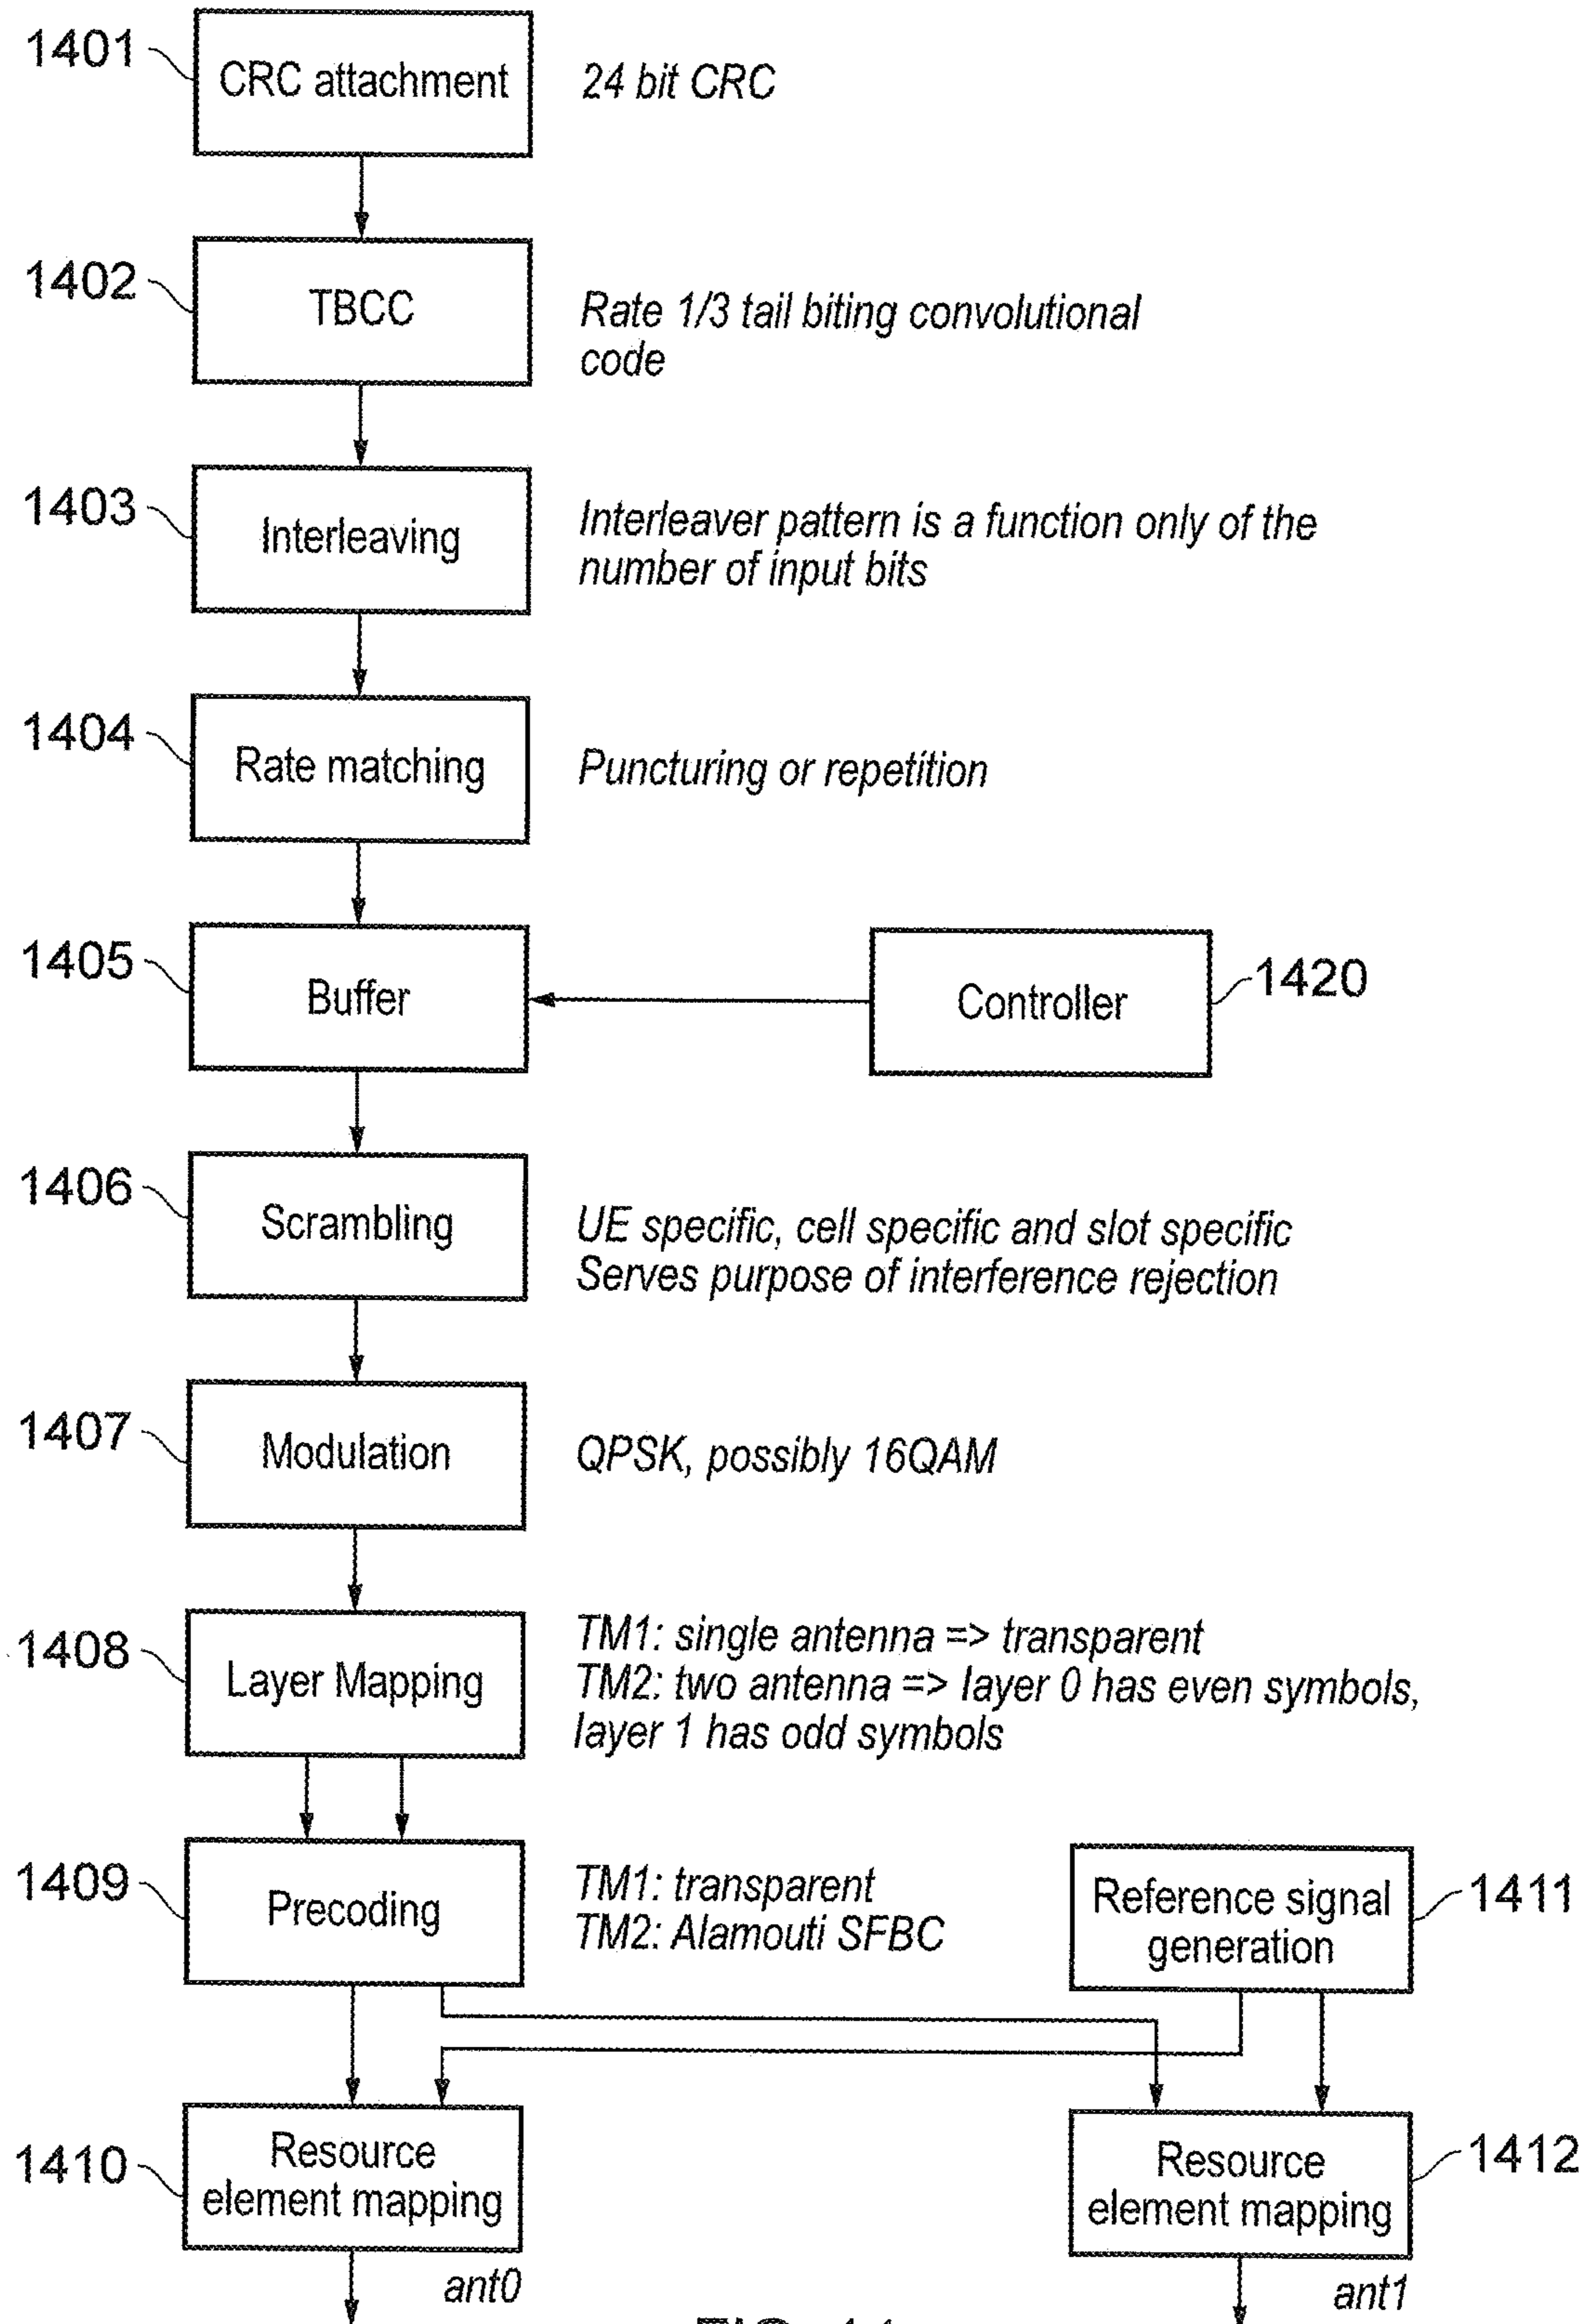 1401
CRC attachment
24 bit CRC
1402
TBCC
Rate 1/3 tail biting convolutional
code
1403
Interleaving
Interleaver pattern is a function only of the
number of input bits
1404
Rate matching
Puncturing or repetition
1405
Buffer
Controller
1420
1406
Scrambling
UE specific, cell specific and slot specific
Serves purpose of interference rejection
1407
Modulation
QPSK, possibly 16QAM
1408
Layer Mapping
TM1: single antenna => transparent
TM2: two antenna => layer 0 has even symbols,
layer 1 has odd symbols
1409
Precoding
TM1: transparent
TM2: Alamouti SFBC
Reference signal
generation
1411
1410
Resource
element mapping
Resource
element mapping
1412
ant0
ant1